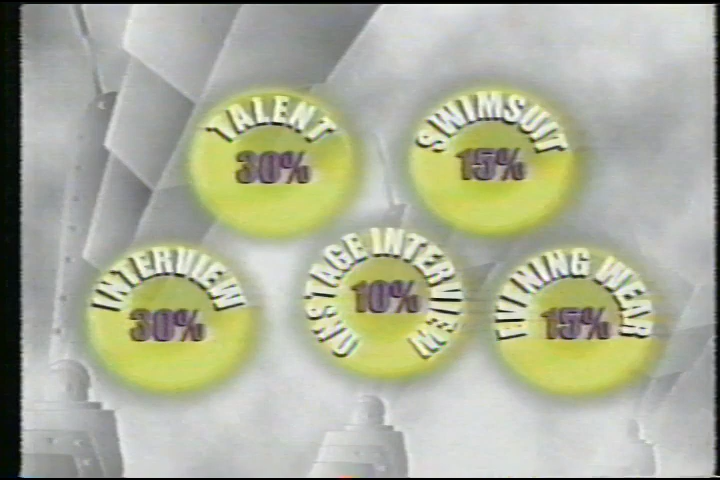 TALENT
30%
SWIMSUIT
15%
INTERVIEW
30%
ONSTAGE INTERVIEW
10%
EVENING WEAR
15%